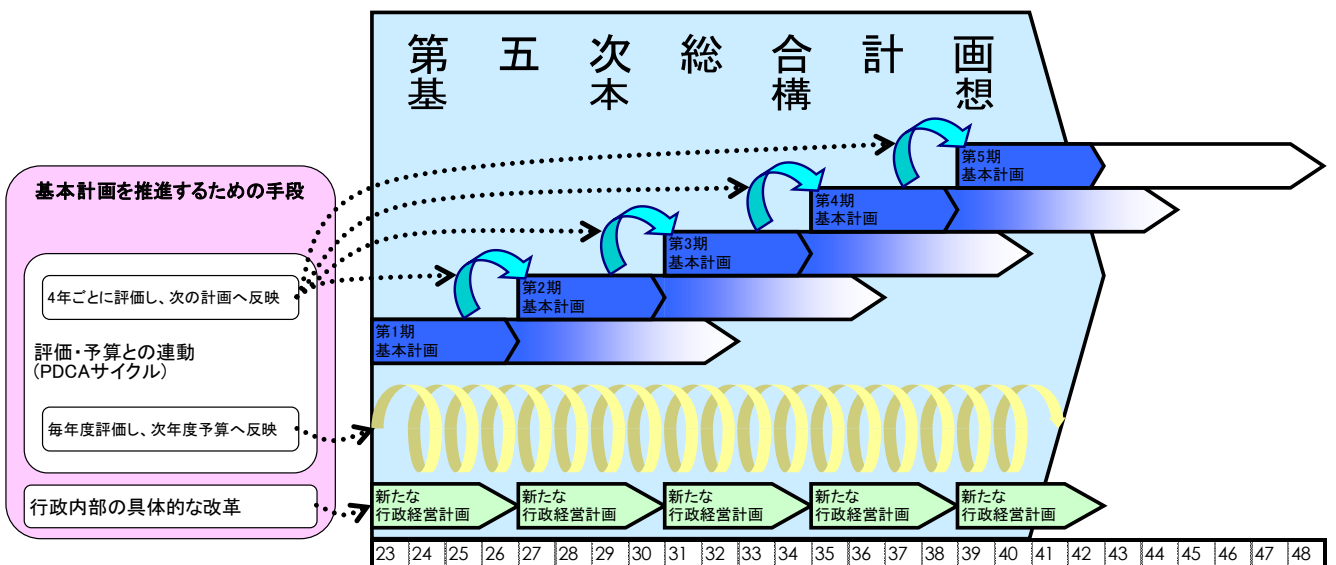 第五次総合計画
基本構想
基本計画を推進するための手段
4年ごとに評価し、次の計画へ反映
評価・予算との連動
(PDCAサイクル)
毎年度評価し、次年度予算へ反映
行政内部の具体的な改革
第5期
基本計画
第4期
基本計画
第3期
基本計画
第2期
基本計画
第1期
基本計画
新たな
行政経営計画
新たな
行政経営計画
新たな
行政経営計画
新たな
行政経営計画
新たな
行政経営計画
23 24 25 26 27 28 29 30 31 32 33 34 35 36 37 38 39 40 41 42 43 44 45 46 47 48